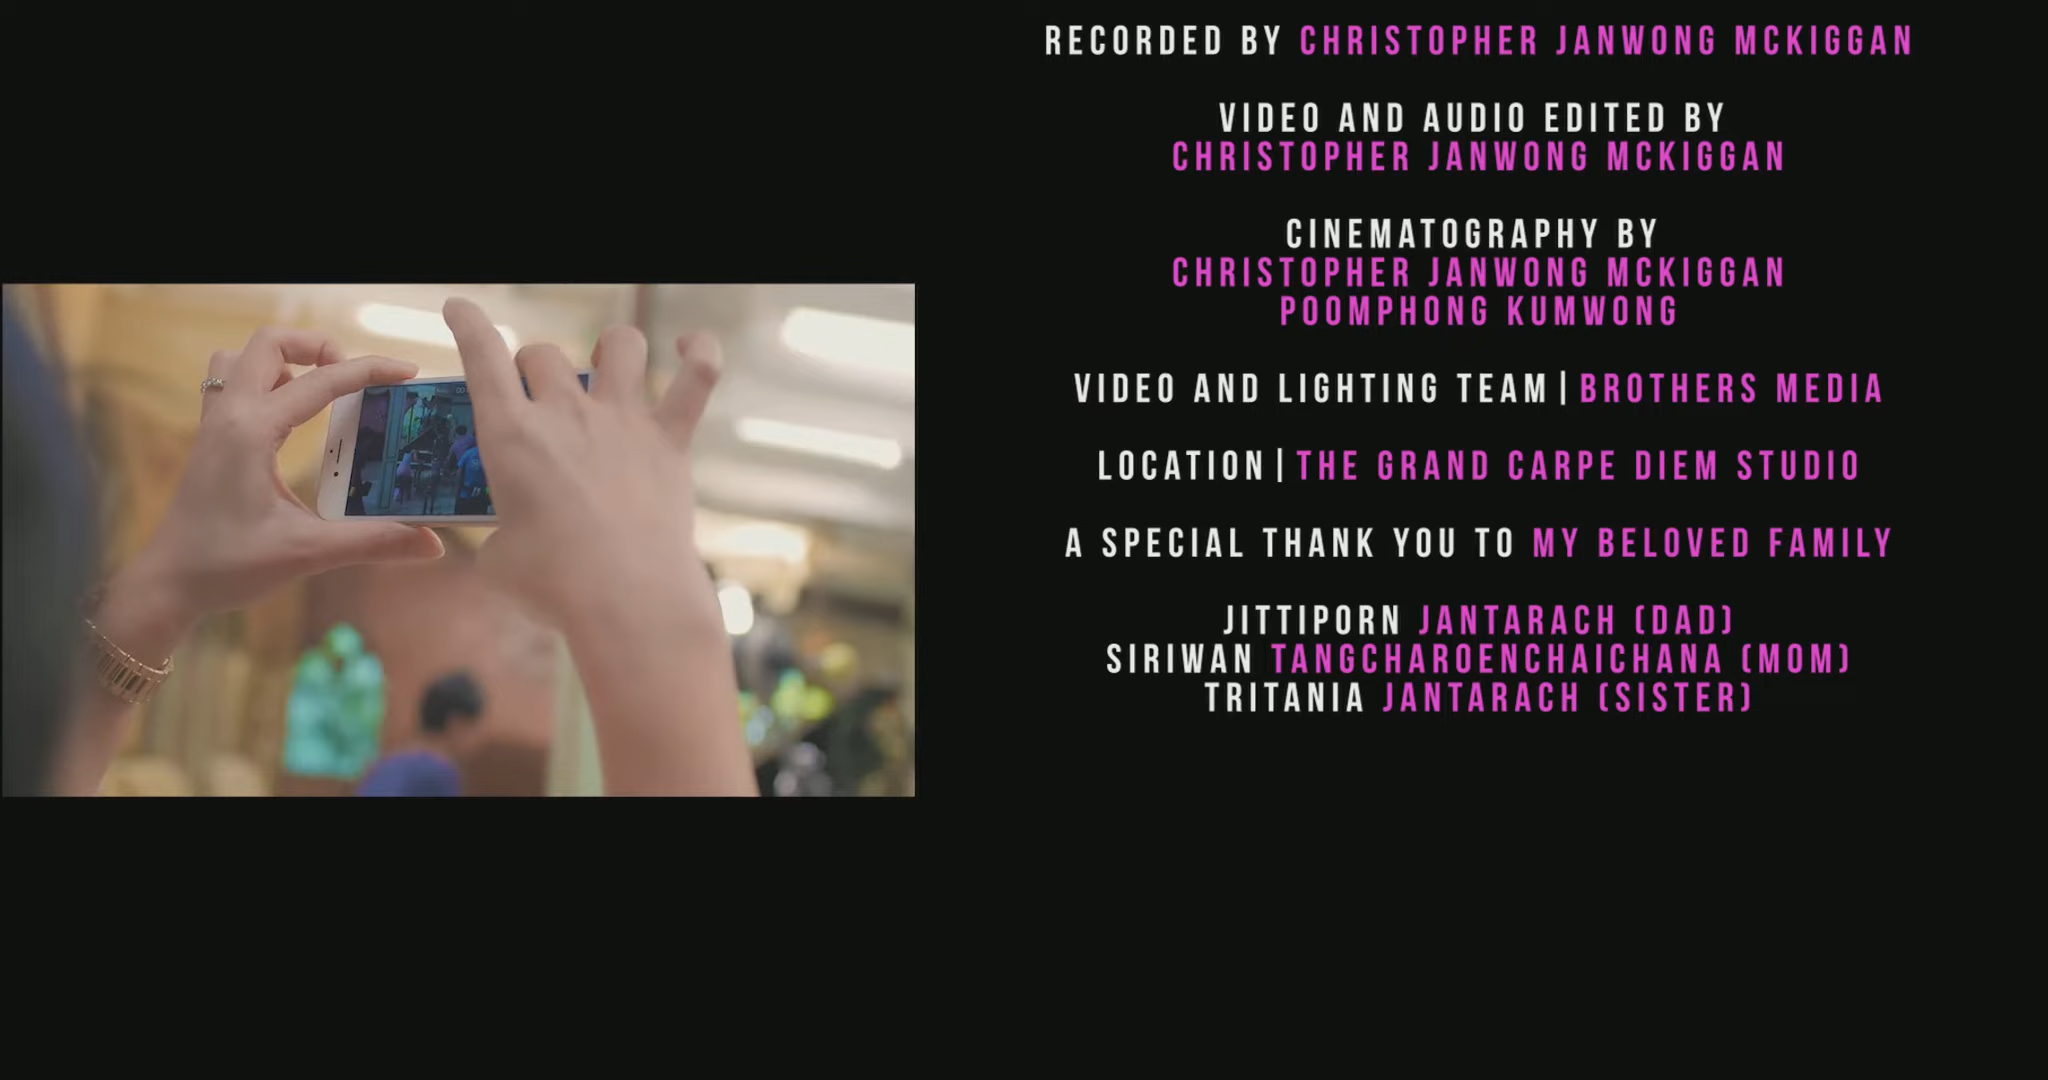 RECORDED BY CHRISTOPHER JANWONG MCKIGGAN
VIDEO AND AUDIO EDITED BY
CHRISTOPHER JANWONG MCKIGGAN
CINEMATOGRAPHY BY
CHRISTOPHER JANWONG MCKIGGAN
POOMPHONG KUMWONG
VIDEO AND LIGHTING TEAM|BROTHERS MEDIA
LOCATION|THE GRAND CARPE DIEM STUDIO
A SPECIAL THANK YOU TO MY BELOVED FAMILY
JITTIPORN JANTARACH (DAD)
SIRIWAN TANGCHAROENCHAICHANA (MOM)
TRITANIA JANTARACH (SISTER)